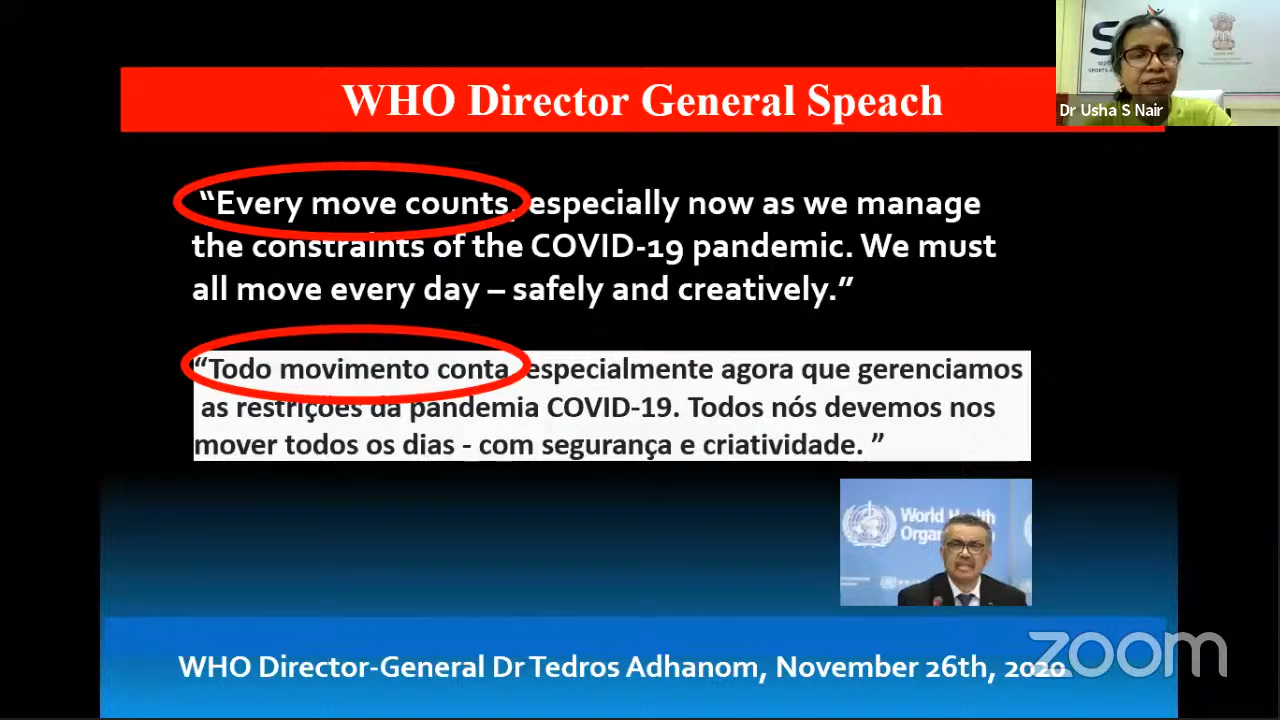 WHO Director General Speach
Dr Usha S Nair
“Every move counts, especially now as we manage
the constraints of the COVID-19 pandemic. We must
all move every day – safely and creatively.”
“Todo movimento conta, especialmente agora que gerenciamos
as restrições da pandemia COVID-19. Todos nós devemos nos
mover todos os dias - com segurança e criatividade. ”
World Health
Organization
WHO Director-General Dr Tedros Adhanom, November 26th, 2020
zoom